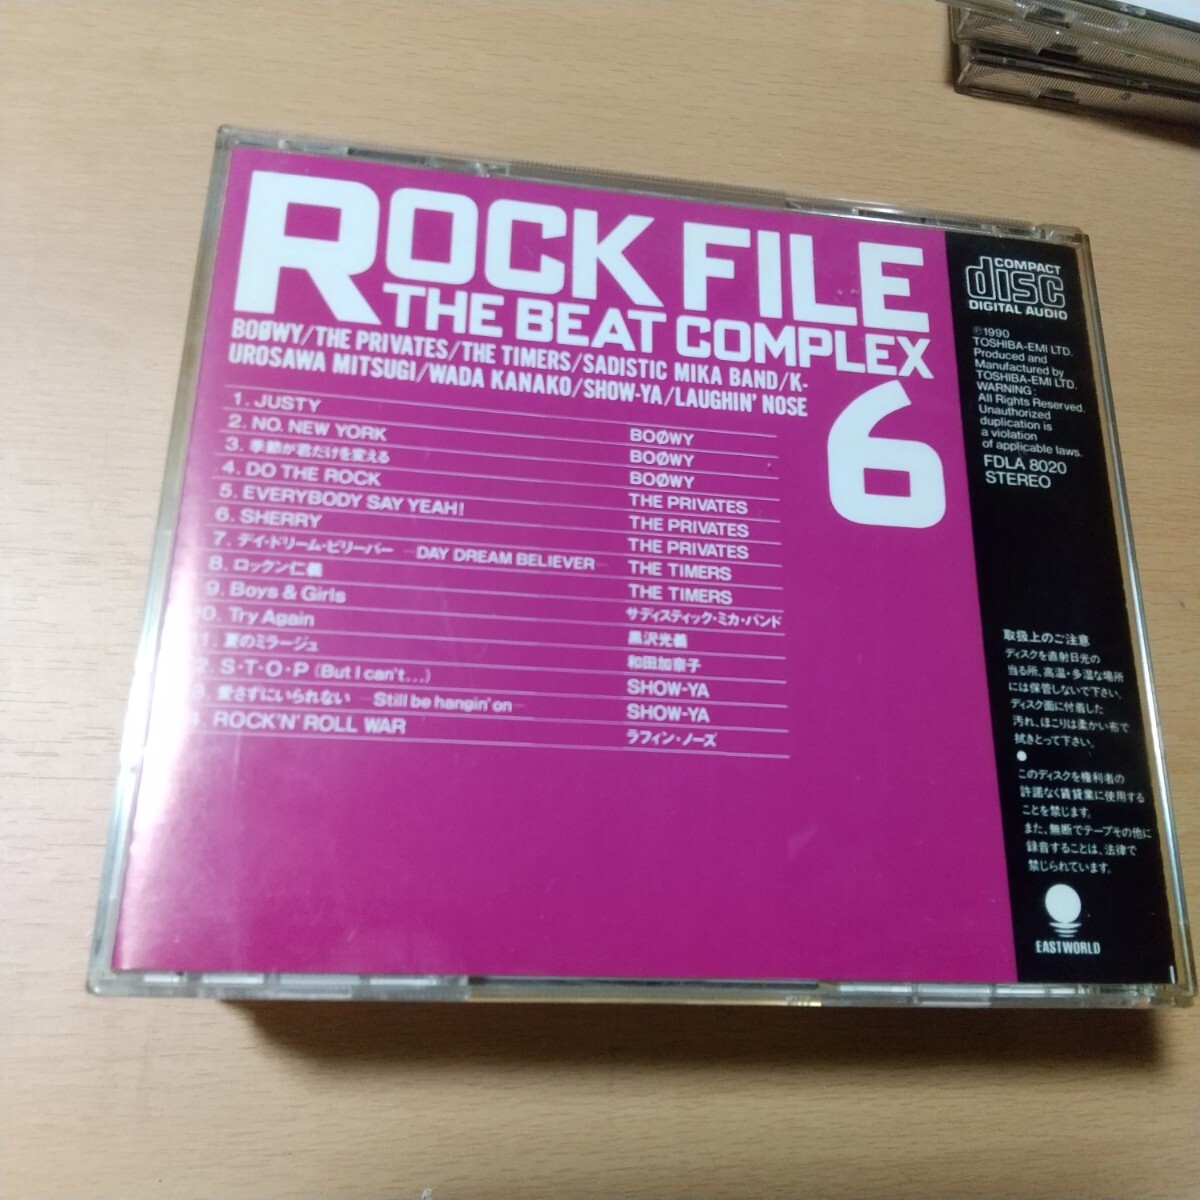 ROCK FILE
THE BEAT COMPLEX
BOØWY/THE PRIVATES/THE TIMERS/SADISTIC MIKA BAND/K-
UROSAWA MITSUGI/WADA KANAKO/SHOW-YA/LAUGHIN' NOSE
6
1. JUSTY BOØWY
2. NO. NEW YORK BOØWY
3. 季節が君だけを変える BOØWY
4. DO THE ROCK THE PRIVATES
5. EVERYBODY SAY YEAH! THE PRIVATES
6. SHERRY THE PRIVATES
7. デイ・ドリーム・ビリーバー —DAY DREAM BELIEVER— THE TIMERS
8. ロックン仁義 THE TIMERS
9. Boys & Girls サディスティック・ミカ・バンド
0. Try Again 黒沢光義
1. 夏のミラージュ 和田加奈子
2. S・T・O・P (But I can't...) SHOW-YA
3. 愛さずにいられない —Still be hangin' on— SHOW-YA
4. ROCK'N' ROLL WAR ラフィン・ノーズ
COMPACT
disc
DIGITAL AUDIO
℗1990
TOSHIBA-EMI LTD.
Produced and
Manufactured by
TOSHIBA-EMI LTD.
WARNING:
All Rights Reserved.
Unauthorized
duplication is
a violation
of applicable laws.
FDLA 8020
STEREO
取扱上のご注意
ディスクを直射日光の
当る所、高温・多湿な場所
には保管しないで下さい。
ディスク面に付着した
汚れ、ほこりは柔かい布で
拭きとって下さい。
●
このディスクを権利者の
許諾なく賃貸業に使用する
ことを禁じます。
また、無断でテープその他に
録音することは、法律で
禁じられています。
EASTWORLD